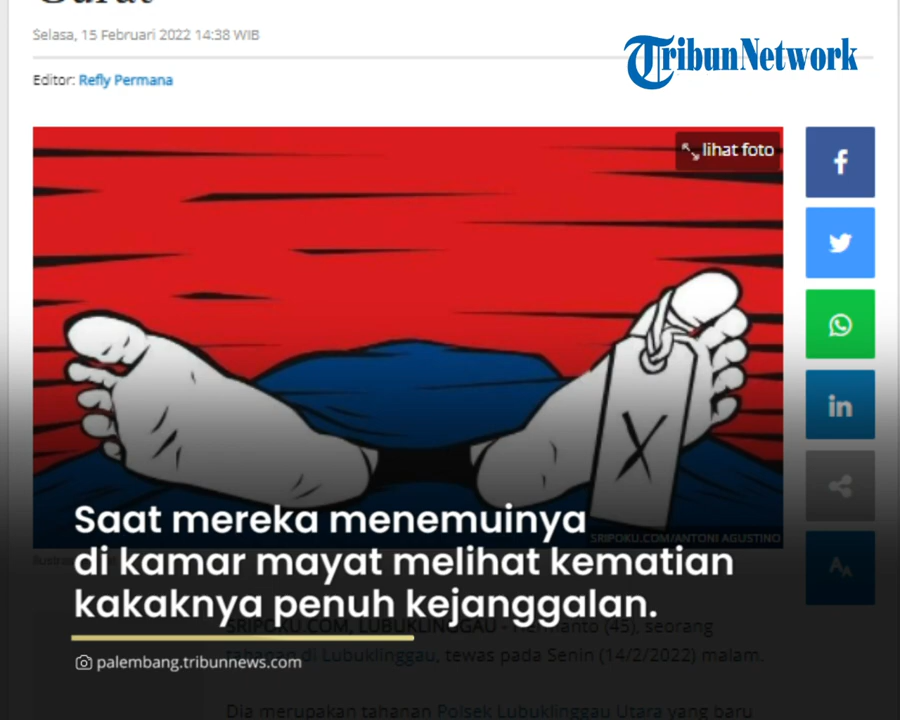 Selasa, 15 Februari 2022 14:38 WIB
TribunNetwork
Editor: Refly Permana
lihat foto
X
Saat mereka menemuinya
SRIPOKU.COM/ANTONI AGUSTINO
di kamar mayat melihat kematian
kakaknya penuh kejanggalan.
SRIPOKU.COM, LUBUKLINGGAU - (45), seorang
tahanan di Lubuklinggau, tewas pada Senin (14/2/2022) malam.
palembang.tribunnews.com
Dia merupakan tahanan Polsek Lubuklinggau Utara yang baru